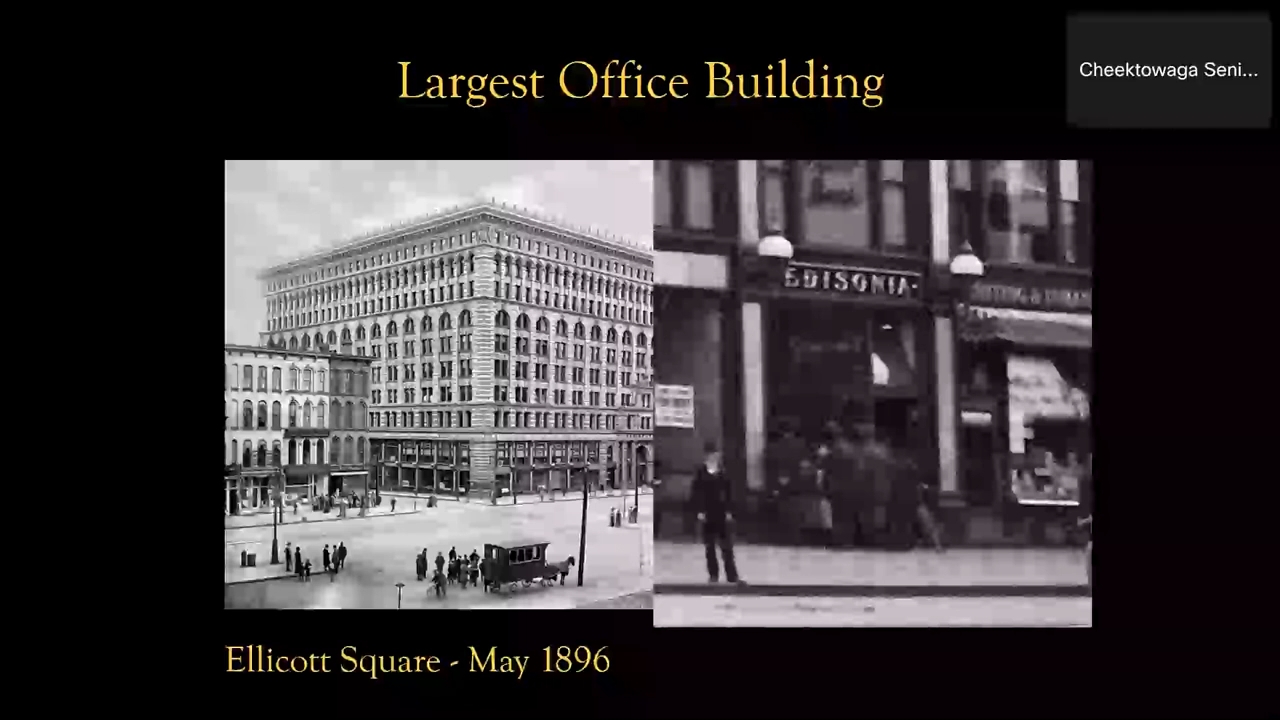 Largest Office Building
Cheektowaga Seni...
EDISONIA
Ellicott Square - May 1896